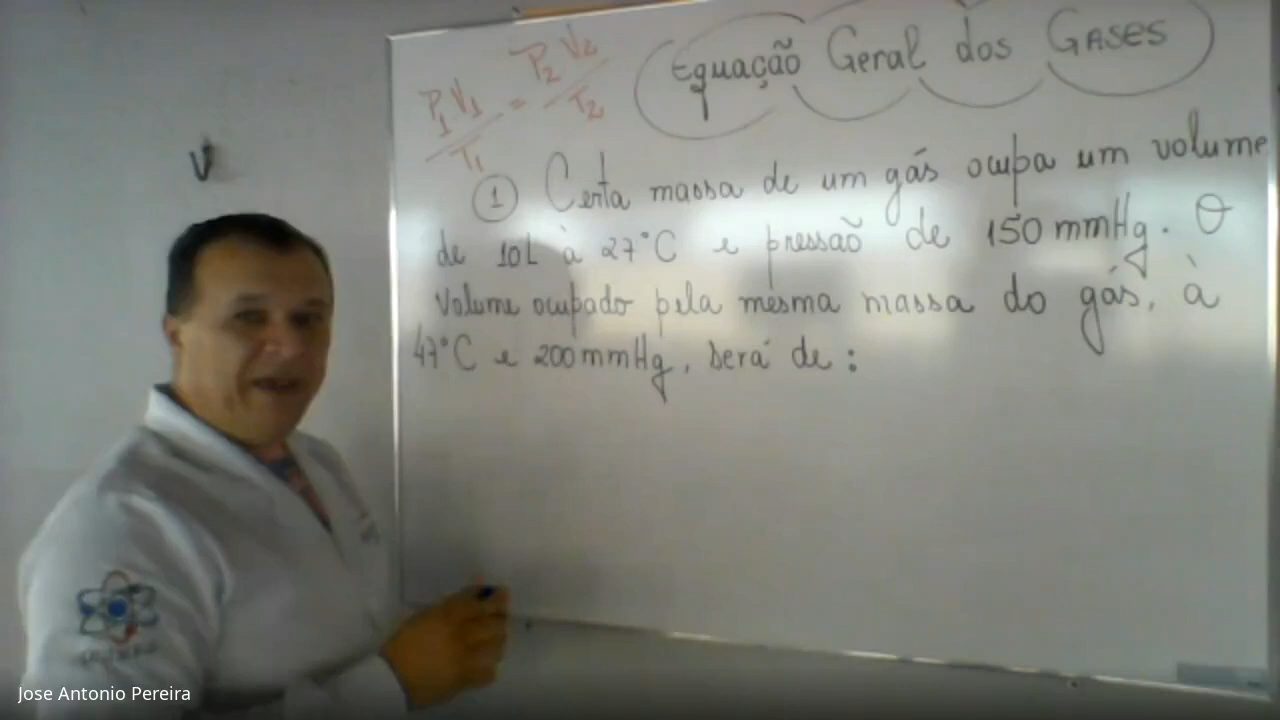 Equação Geral dos GASES
P1V1/T1 = P2V2/T2
① Certa massa de um gás ocupa um volume
de 10L à 27°C e pressão de 150 mmHg. O
volume ocupado pela mesma massa do gás, à
47°C e 200 mmHg, será de:
Jose Antonio Pereira